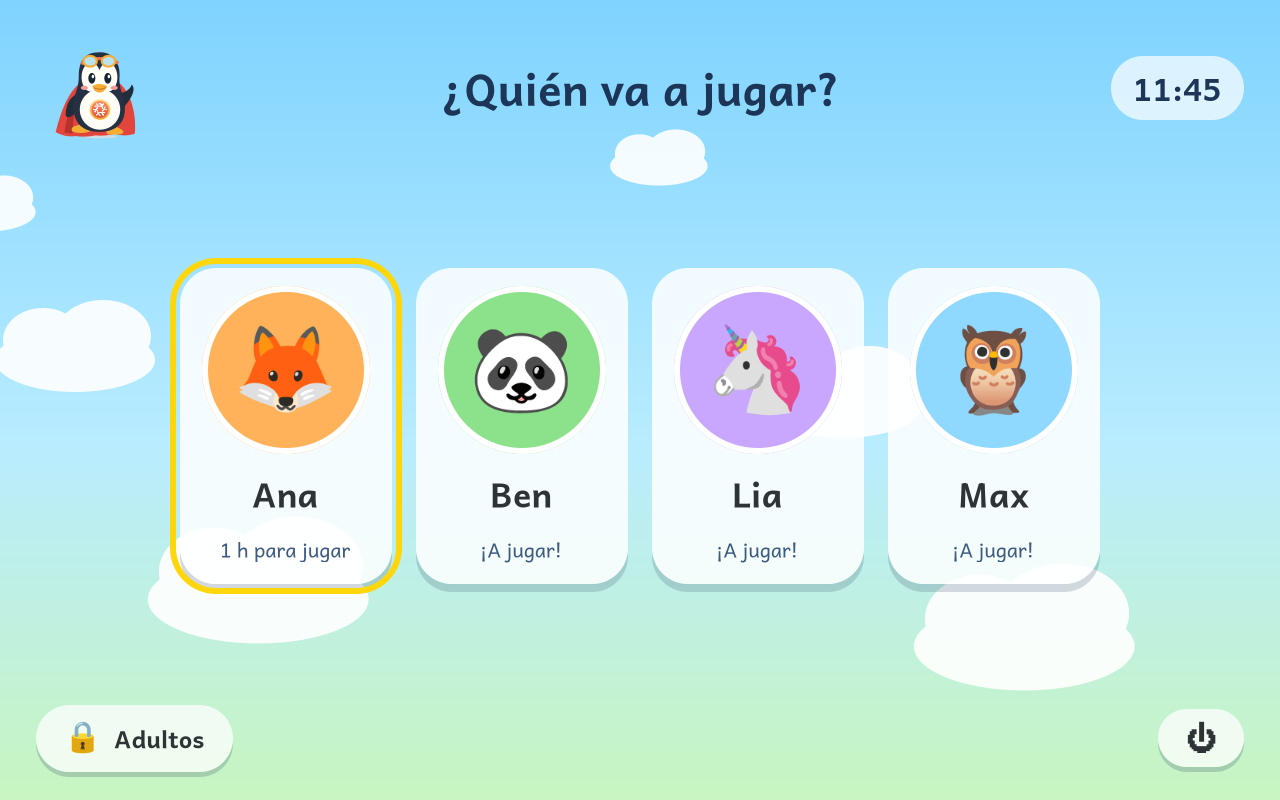 ¿Quién va a jugar?
11:45
Ana
1 h para jugar
Ben
¡A jugar!
Lia
¡A jugar!
Max
¡A jugar!
Adultos